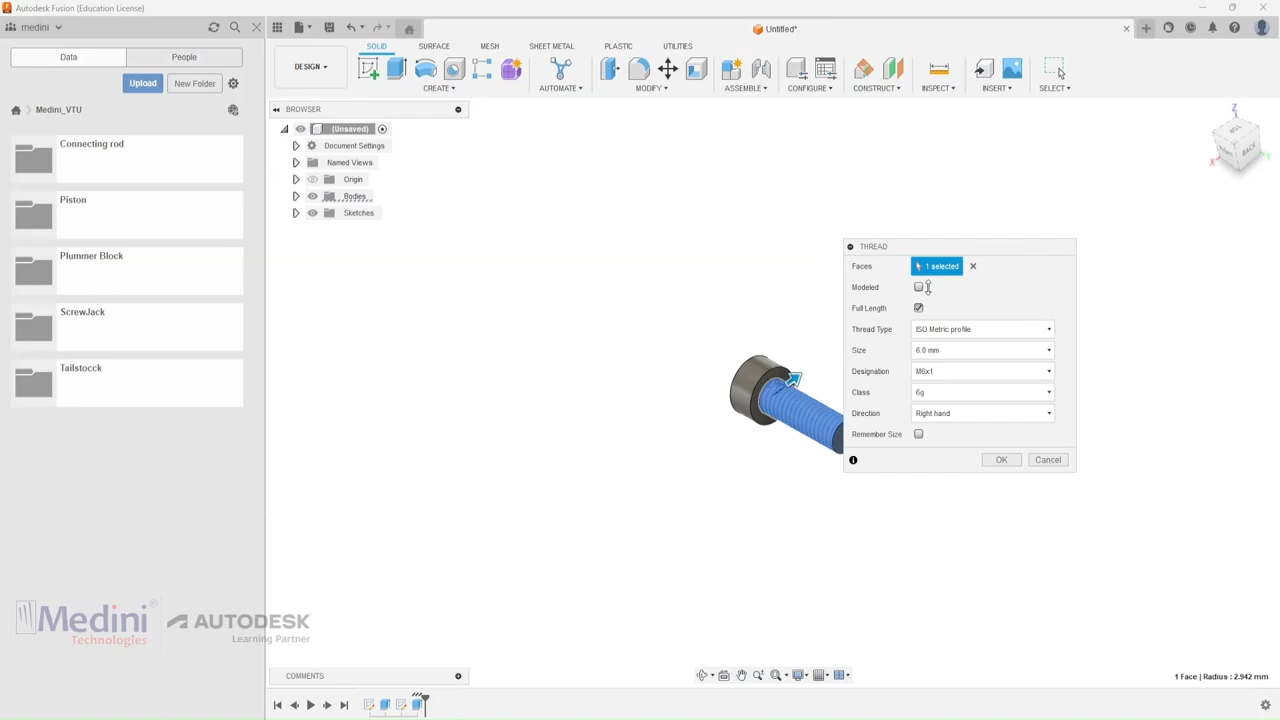 Autodesk Fusion (Education License)
medini
Untitled*
Data
People
Upload
New Folder
Medini_VTU
Connecting rod
Piston
Plummer Block
ScrewJack
Tailstocck
DESIGN
SOLID
SURFACE
MESH
SHEET METAL
PLASTIC
UTILITIES
CREATE
AUTOMATE
MODIFY
ASSEMBLE
CONFIGURE
CONSTRUCT
INSPECT
INSERT
SELECT
BROWSER
(Unsaved)
Document Settings
Named Views
Origin
Bodies
Sketches
Z
BACK
X
Y
THREAD
Faces 1 selected
Modeled
Full Length
Thread Type ISO Metric profile
Size 6.0 mm
Designation M6x1
Class 6g
Direction Right hand
Remember Size
OK Cancel
Medini
Technologies
AUTODESK
Learning Partner
COMMENTS
1 Face | Radius : 2.942 mm